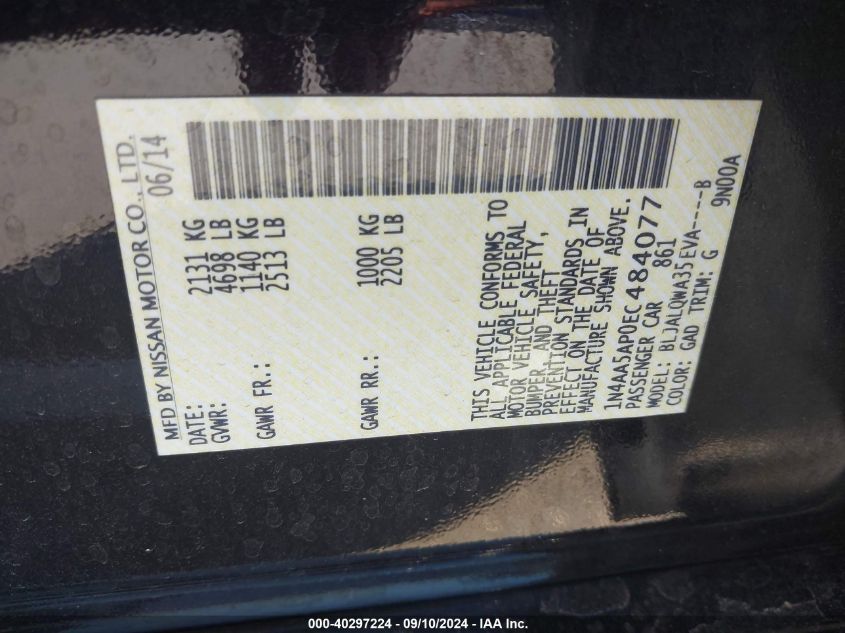 MFD BY NISSAN MOTOR CO., LTD.
DATE: 06/14
GVWR: 2131 KG
4698 LB
GAWR FR.: 1140 KG
2513 LB
GAWR RR.: 1000 KG
2205 LB
THIS VEHICLE CONFORMS TO
ALL APPLICABLE FEDERAL
MOTOR VEHICLE SAFETY,
BUMPER, AND THEFT
PREVENTION STANDARDS IN
EFFECT ON THE DATE OF
MANUFACTURE SHOWN ABOVE.
1N4AA5AP0EC484077
PASSENGER CAR 861
MODEL: BLJALQWA35EVA-----B
COLOR: GAD TRIM: G 9N00A
000-40297224 - 09/10/2024 - IAA Inc.